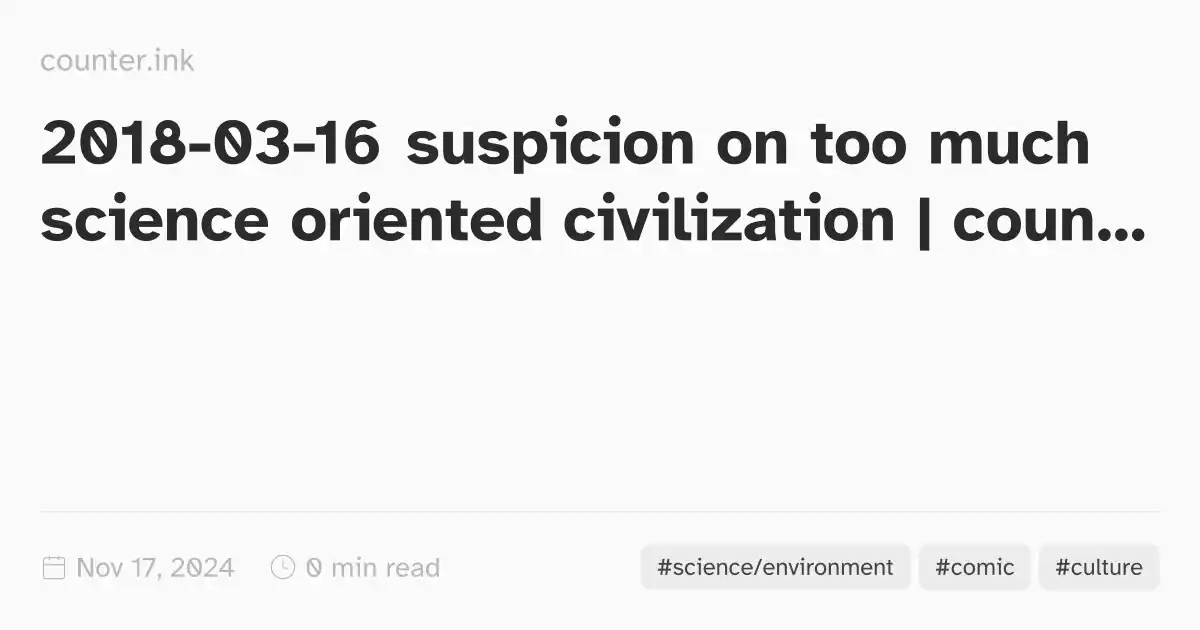 counter.ink
2018-03-16 suspicion on too much
science oriented civilization | coun...
Nov 17, 2024 0 min read #science/environment #comic #culture